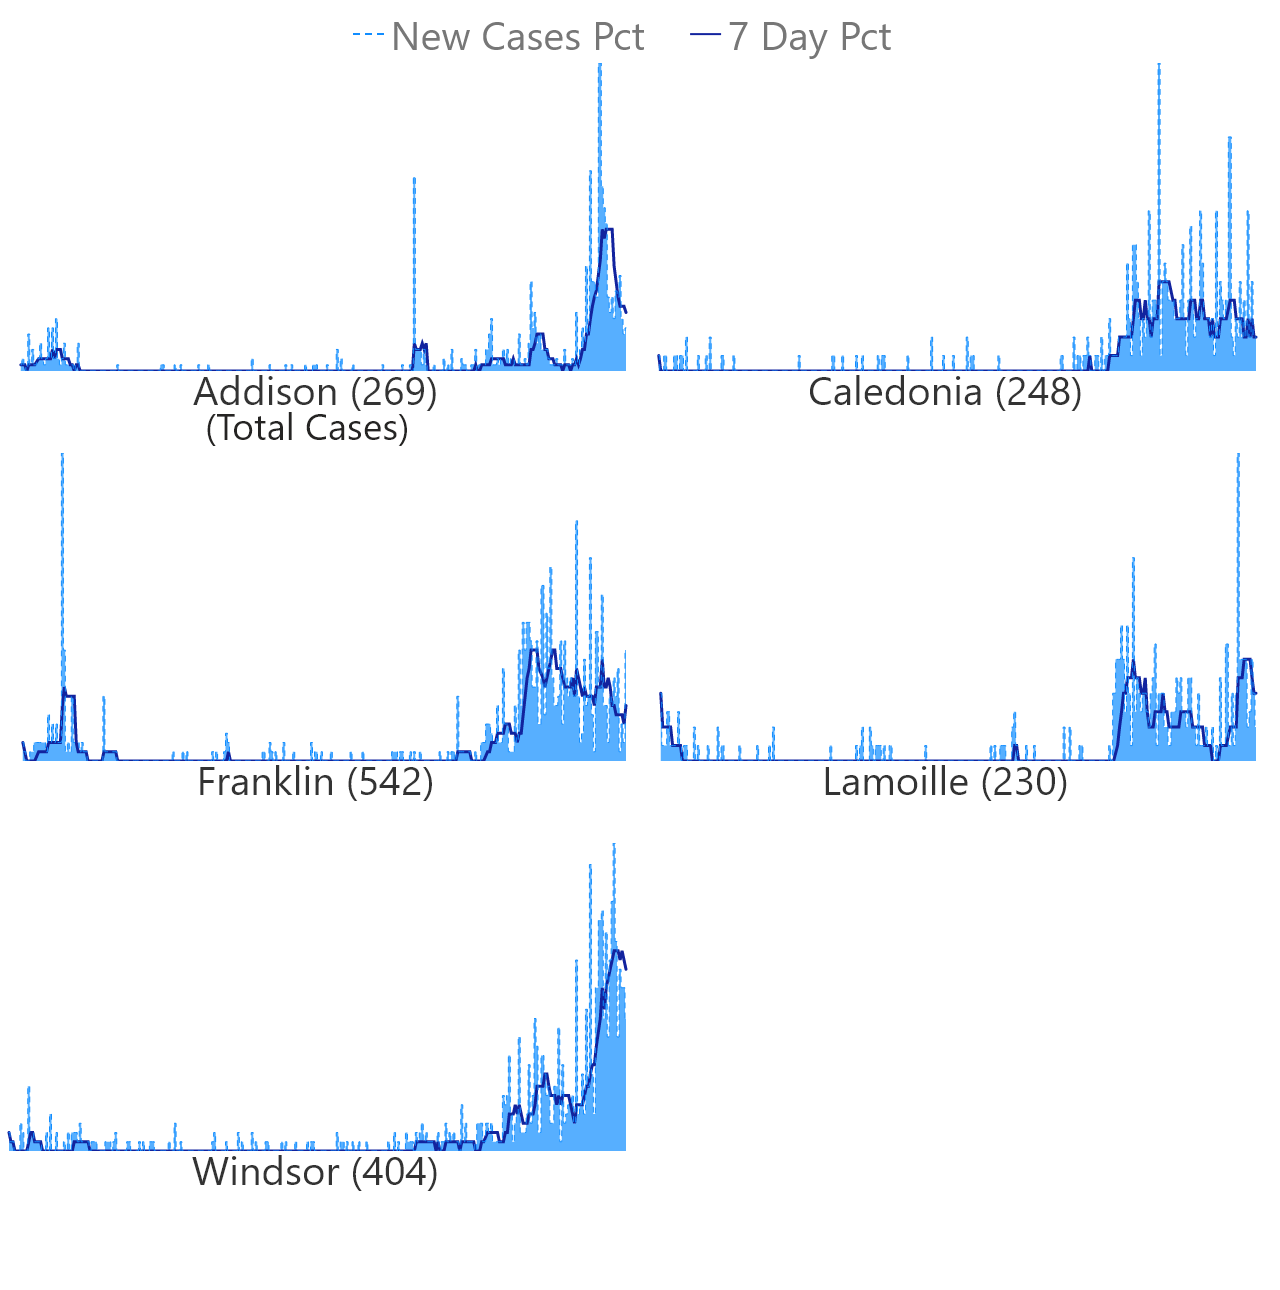 New Cases Pct 7 Day Pct
Addison (269) Caledonia (248)
(Total Cases)
Franklin (542) Lamoille (230)
Windsor (404)